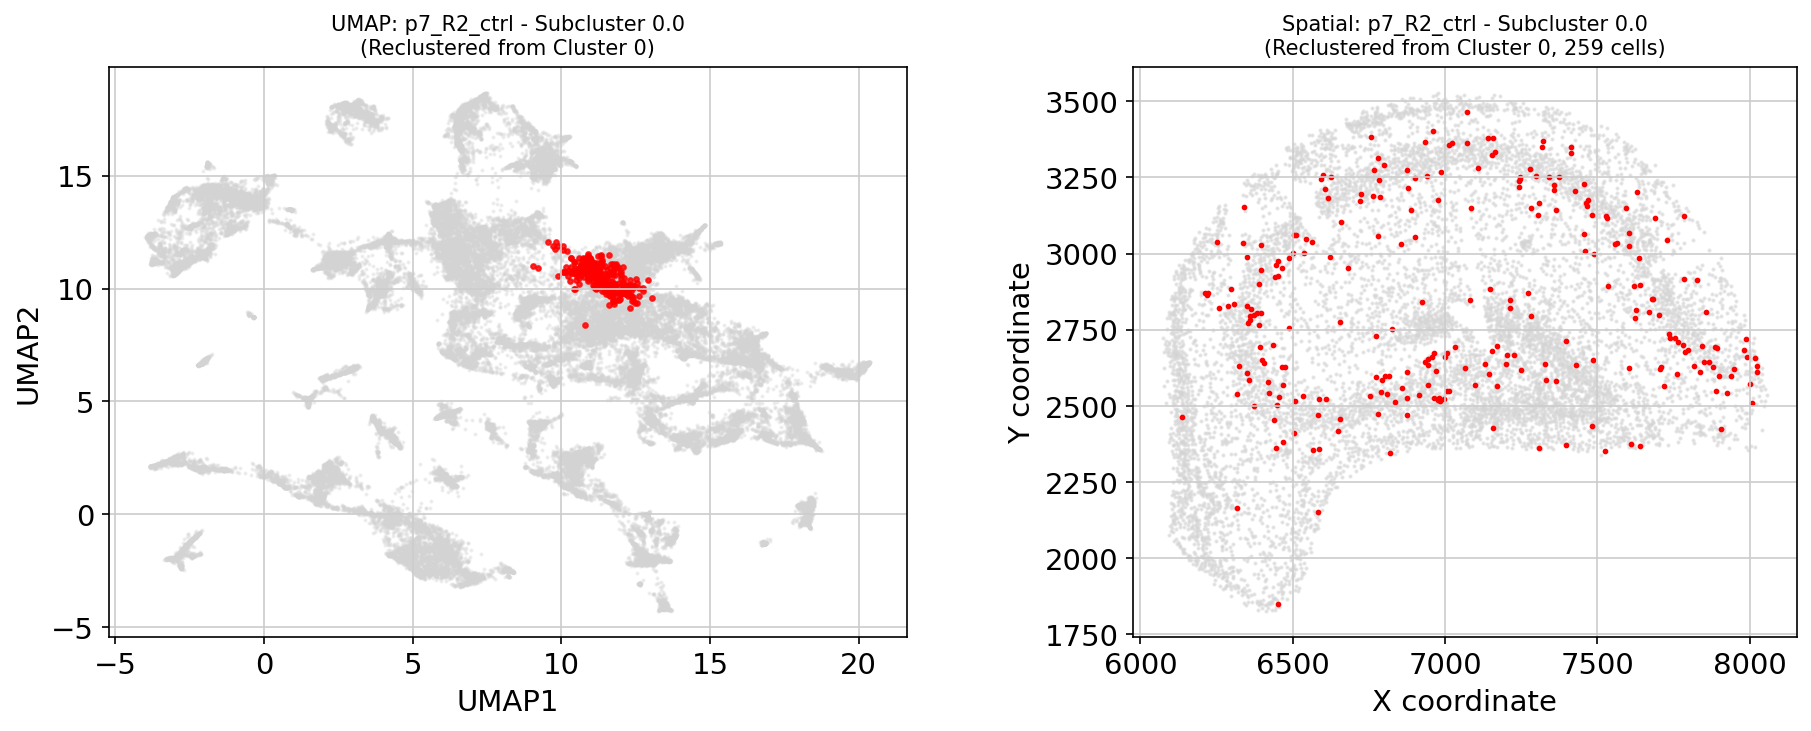 UMAP: p7_R2_ctrl - Subcluster 0.0
(Reclustered from Cluster 0)
15
10
5
0
−5
UMAP2
−5 0 5 10 15 20
UMAP1
Spatial: p7_R2_ctrl - Subcluster 0.0
(Reclustered from Cluster 0, 259 cells)
3500
3250
3000
2750
2500
2250
2000
1750
Y coordinate
6000 6500 7000 7500 8000
X coordinate